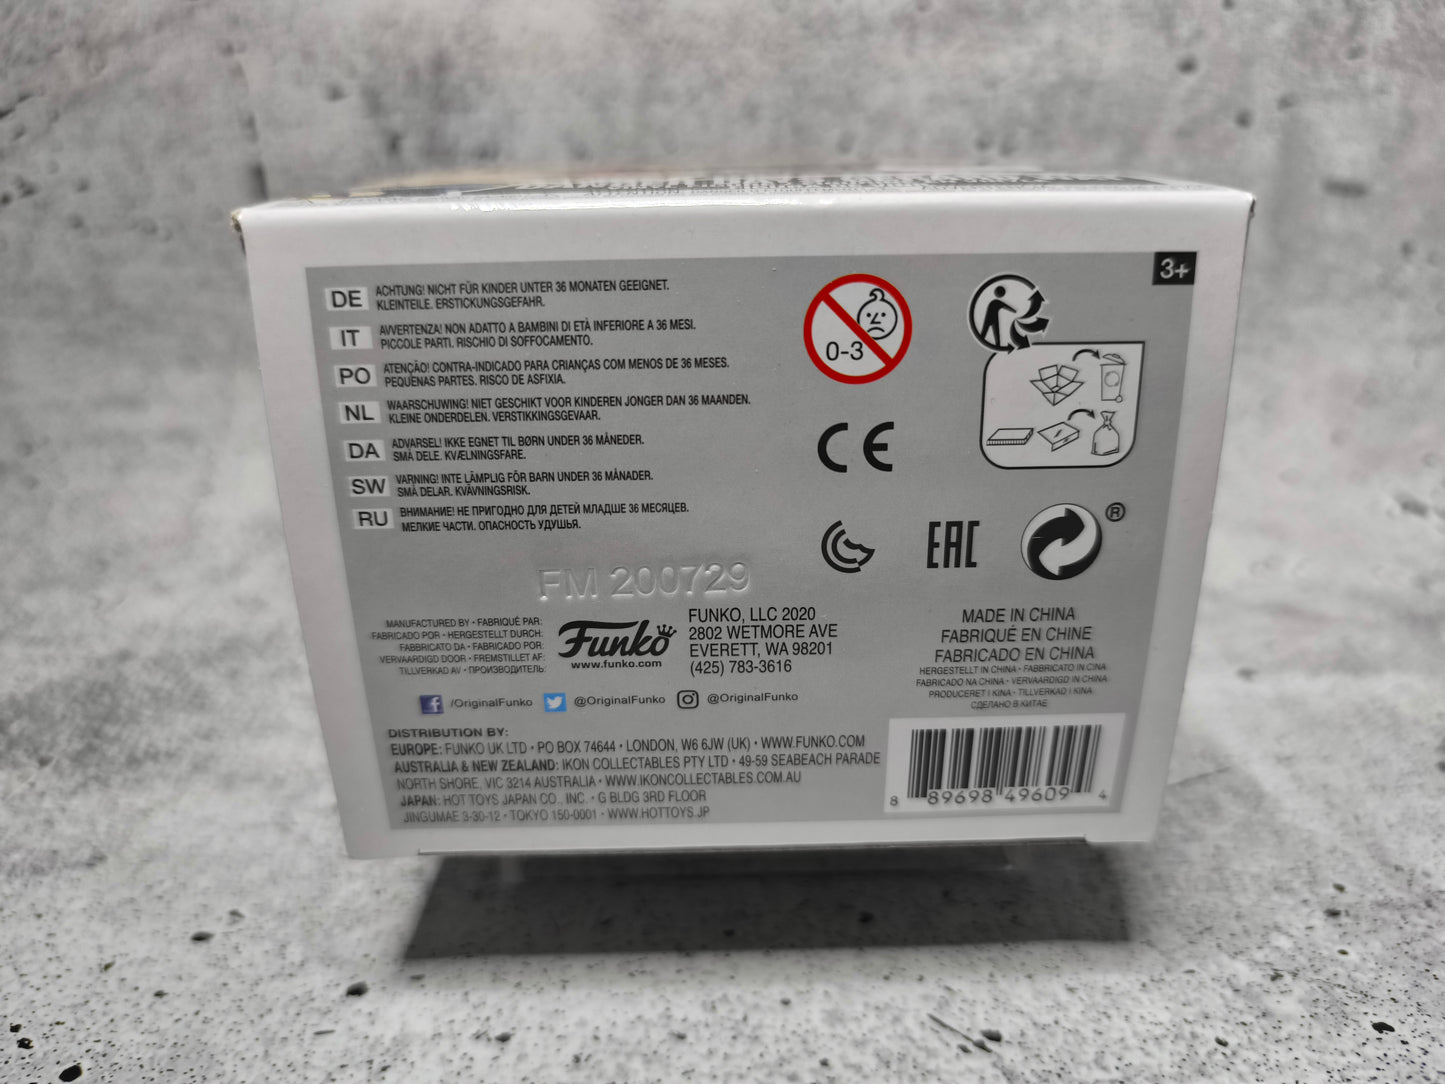 3+
DE
ACHTUNG! NICHT FÜR KINDER UNTER 36 MONATEN GEEIGNET.
KLEINTEILE. ERSTICKUNGSGEFAHR.
IT
AVVERTENZA! NON ADATTO A BAMBINI DI ETÀ INFERIORE A 36 MESI.
PICCOLE PARTI. RISCHIO DI SOFFOCAMENTO.
PO
ATENÇÃO! CONTRA-INDICADO PARA CRIANÇAS COM MENOS DE 36 MESES.
PEQUENAS PARTES. RISCO DE ASFIXIA.
NL
WAARSCHUWING! NIET GESCHIKT VOOR KINDEREN JONGER DAN 36 MAANDEN.
KLEINE ONDERDELEN. VERSTIKKINGSGEVAAR.
DA
ADVARSEL! IKKE EGNET TIL BØRN UNDER 36 MÅNEDER.
SMÅ DELE. KVÆLNINGSFARE.
SW
VARNING! INTE LÄMPLIG FÖR BARN UNDER 36 MÅNADER.
SMÅ DELAR. KVÄVNINGSRISK.
RU
ВНИМАНИЕ! НЕ ПРИГОДНО ДЛЯ ДЕТЕЙ МЛАДШЕ 36 МЕСЯЦЕВ.
МЕЛКИЕ ЧАСТИ. ОПАСНОСТЬ УДУШЬЯ.
0-3
CE
EAC
®
FM 200729
MANUFACTURED BY • FABRIQUÉ PAR:
FABRICADO POR • HERGESTELLT DURCH:
FABBRICATO DA • FABRICADO POR:
VERVAARDIGD DOOR • FREMSTILLET AF:
TILLVERKAD AV • ПРОИЗВОДИТЕЛЬ:
Funko
www.funko.com
FUNKO, LLC 2020
2802 WETMORE AVE
EVERETT, WA 98201
(425) 783-3616
/OriginalFunko @OriginalFunko @OriginalFunko
MADE IN CHINA
FABRIQUÉ EN CHINE
FABRICADO EN CHINA
HERGESTELLT IN CHINA • FABBRICATO IN CINA
FABRICADO NA CHINA • VERVAARDIGD IN CHINA
PRODUCERET I KINA • TILLVERKAD I KINA
СДЕЛАНО В КИТАЕ
DISTRIBUTION BY:
EUROPE: FUNKO UK LTD • PO BOX 74644 • LONDON, W6 6JW (UK) • WWW.FUNKO.COM
AUSTRALIA & NEW ZEALAND: IKON COLLECTABLES PTY LTD • 49-59 SEABEACH PARADE
NORTH SHORE, VIC 3214 AUSTRALIA • WWW.IKONCOLLECTABLES.COM.AU
JAPAN: HOT TOYS JAPAN CO., INC. • G BLDG 3RD FLOOR
JINGUMAE 3-30-12 • TOKYO 150-0001 • WWW.HOTTOYS.JP
8 89698 49609 4